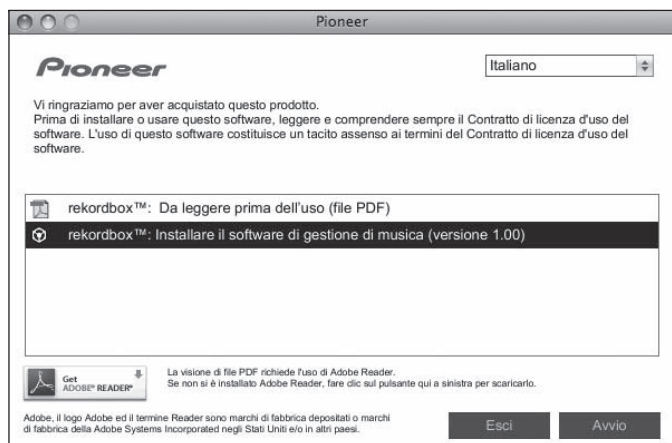 Pioneer
Pioneer
Italiano
Vi ringraziamo per aver acquistato questo prodotto.
Prima di installare o usare questo software, leggere e comprendere sempre il Contratto di licenza d'uso del
software. L'uso di questo software costituisce un tacito assenso ai termini del Contratto di licenza d'uso del
software.
rekordbox™: Da leggere prima dell'uso (file PDF)
rekordbox™: Installare il software di gestione di musica (versione 1.00)
Get
ADOBE® READER®
La visione di file PDF richiede l'uso di Adobe Reader.
Se non si è installato Adobe Reader, fare clic sul pulsante qui a sinistra per scaricarlo.
Adobe, il logo Adobe ed il termine Reader sono marchi di fabbrica depositati o marchi
di fabbrica della Adobe Systems Incorporated negli Stati Uniti e/o in altri paesi.
Esci
Avvio